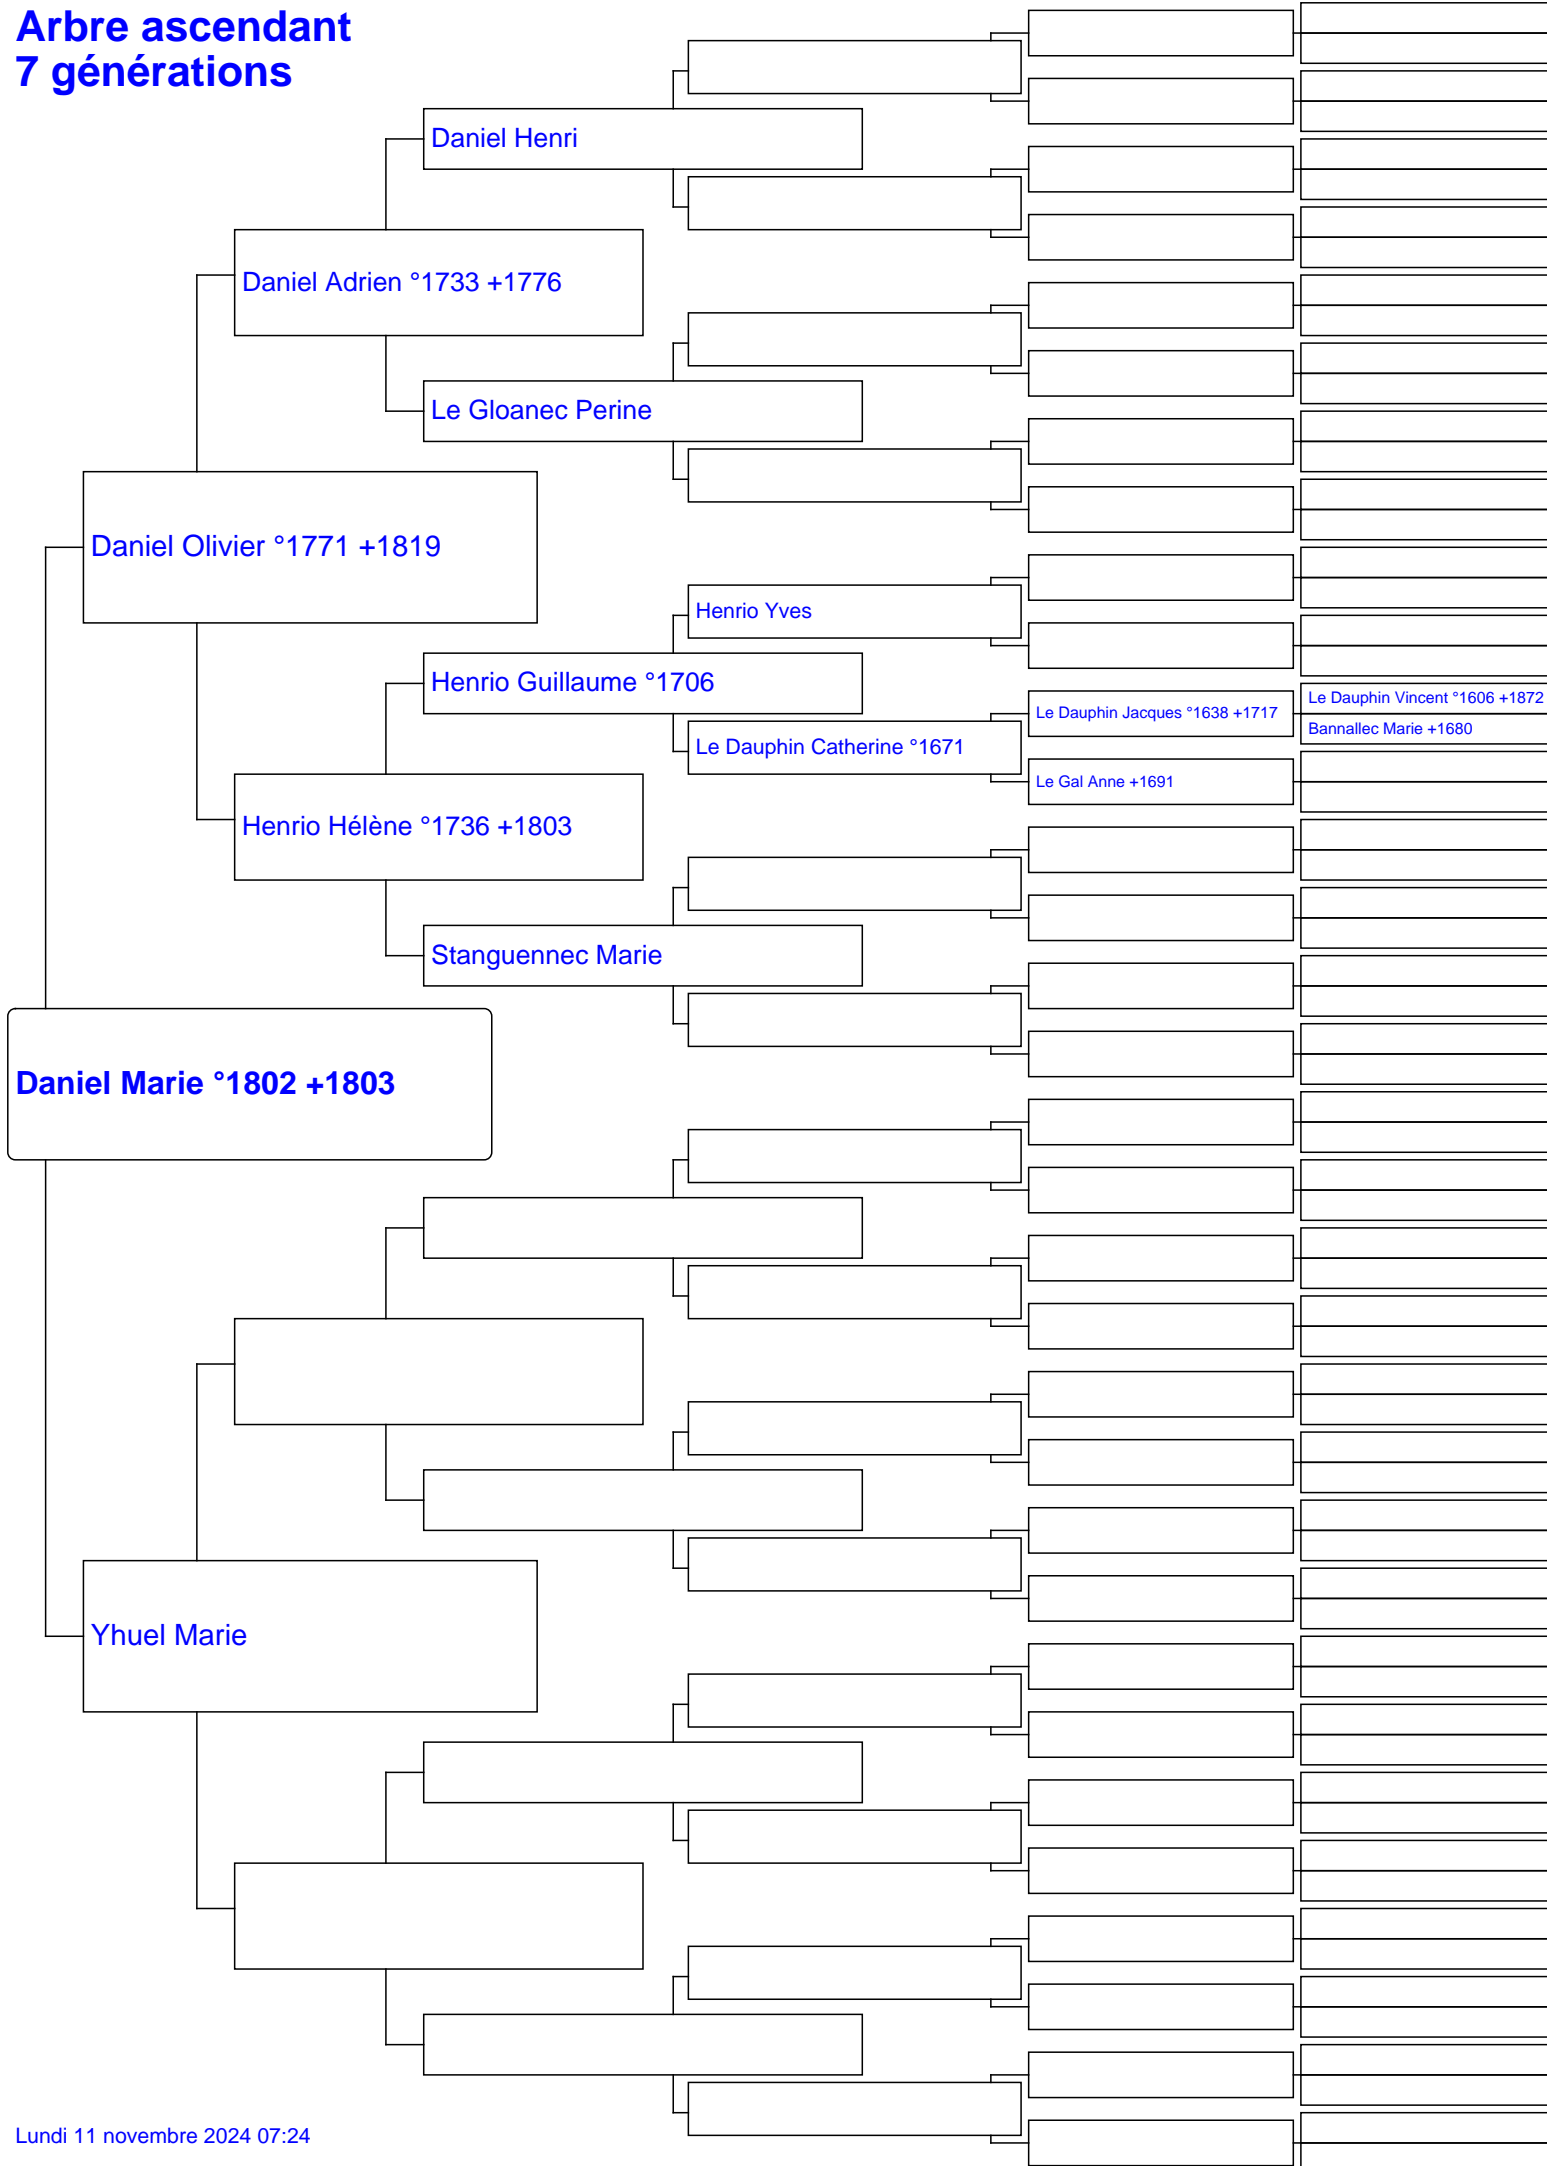 Arbre ascendant
7 générations
Daniel Henri
Daniel Adrien °1733 +1776
Le Gloanec Perine
Daniel Olivier °1771 +1819
Henrio Yves
Henrio Guillaume °1706
Le Dauphin Vincent °1606 +1872
Le Dauphin Jacques °1638 +1717
Bannallec Marie +1680
Le Dauphin Catherine °1671
Le Gal Anne +1691
Henrio Hélène °1736 +1803
Stanguennec Marie
Daniel Marie °1802 +1803
Yhuel Marie
Lundi 11 novembre 2024 07:24